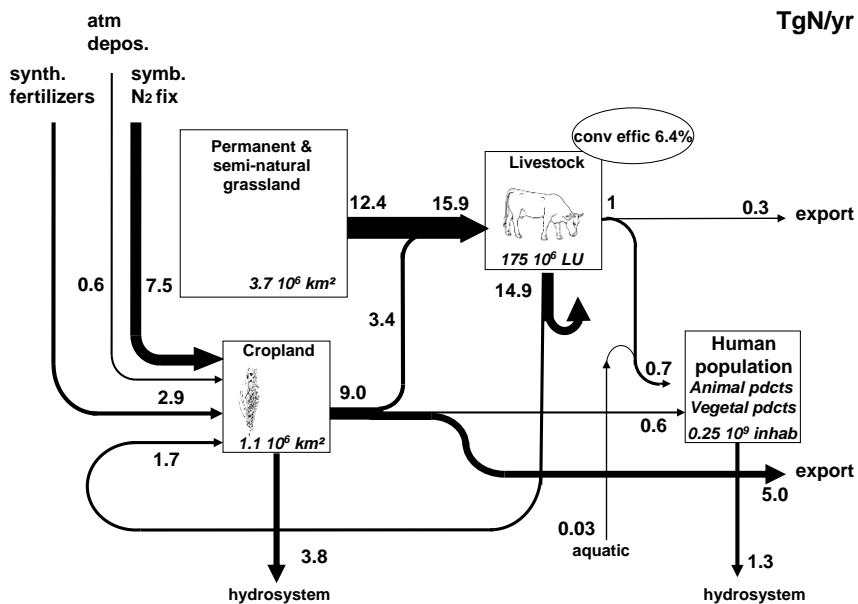 TgN/yr
atm
depos.
synth.
fertilizers
symb.
N₂ fix
Permanent &
semi-natural
grassland
3.7 10⁶ km²
conv effic 6.4%
Livestock
175 10⁶ LU
12.4
15.9
1
0.3
export
0.6
7.5
3.4
14.9
Cropland
1.1 10⁶ km²
9.0
2.9
1.7
Human
population
Animal pdcts
Vegetal pdcts
0.25 10⁹ inhab
0.7
0.6
export
5.0
0.03
aquatic
3.8
hydrosystem
1.3
hydrosystem